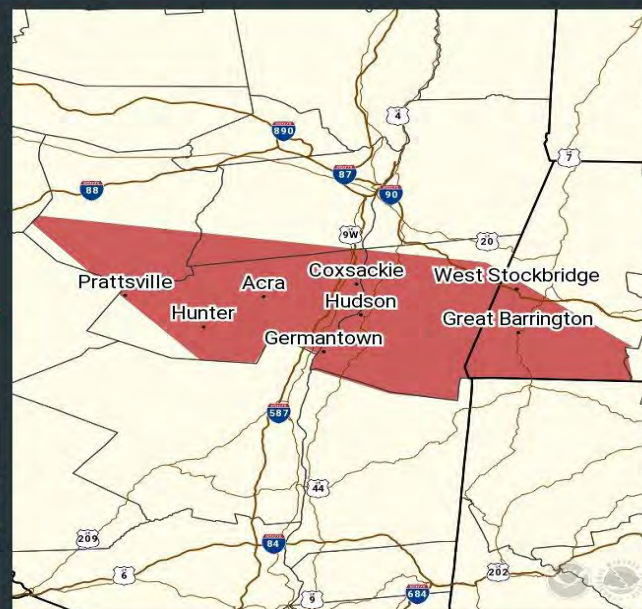 4
890
7
87
88
90
9W
20
Coxsackie
West Stockbridge
Prattsville
Acra
Hudson
Hunter
Great Barrington
Germantown
587
44
209
84
6
202
9
684